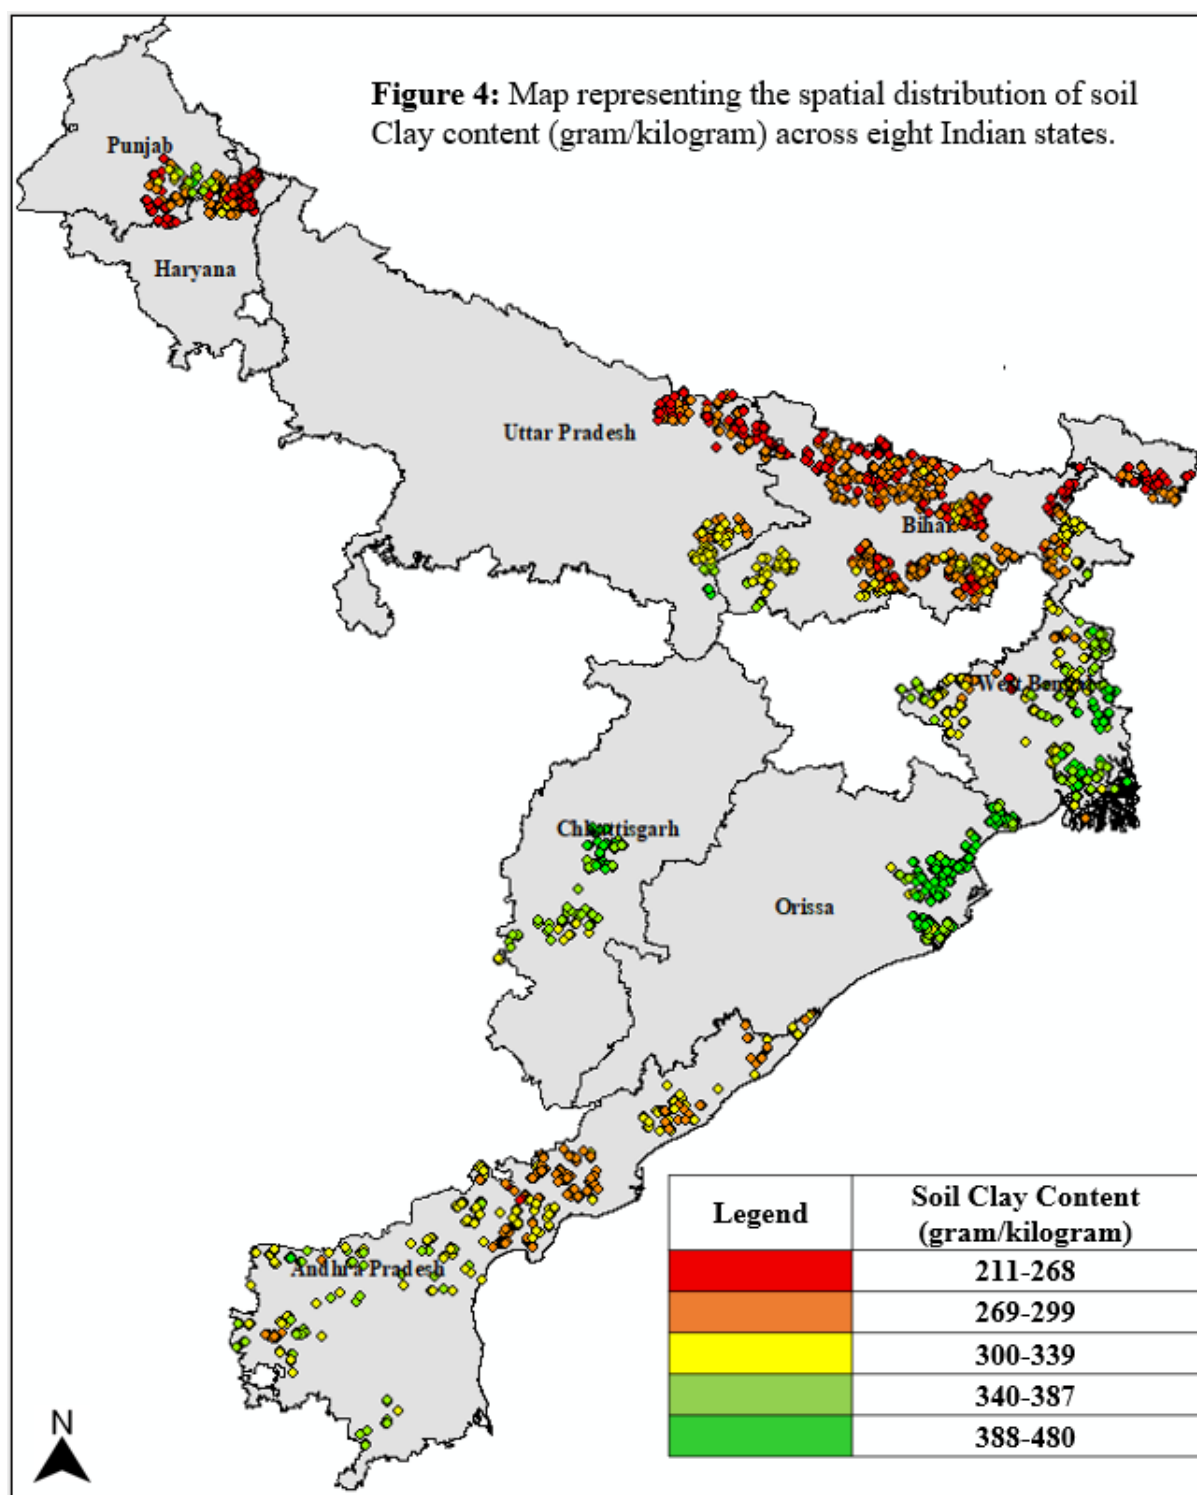 Figure 4: Map representing the spatial distribution of soil
Clay content (gram/kilogram) across eight Indian states.
Punjab
Haryana
Uttar Pradesh
Bihar
West Bengal
Chhattisgarh
Orissa
Andhra Pradesh
Legend
Soil Clay Content
(gram/kilogram)
211-268
269-299
300-339
340-387
388-480
N